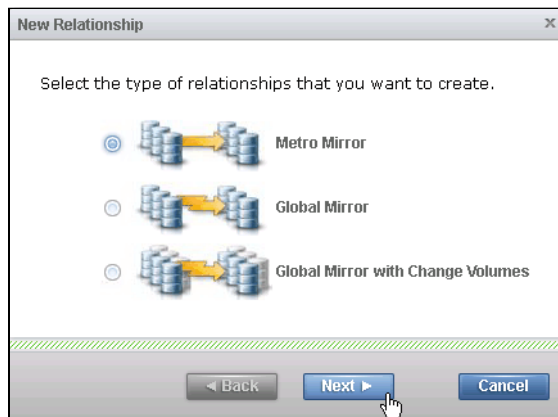 New Relationship
Select the type of relationships that you want to create.
Metro Mirror
Global Mirror
Global Mirror with Change Volumes
Back
Next
Cancel